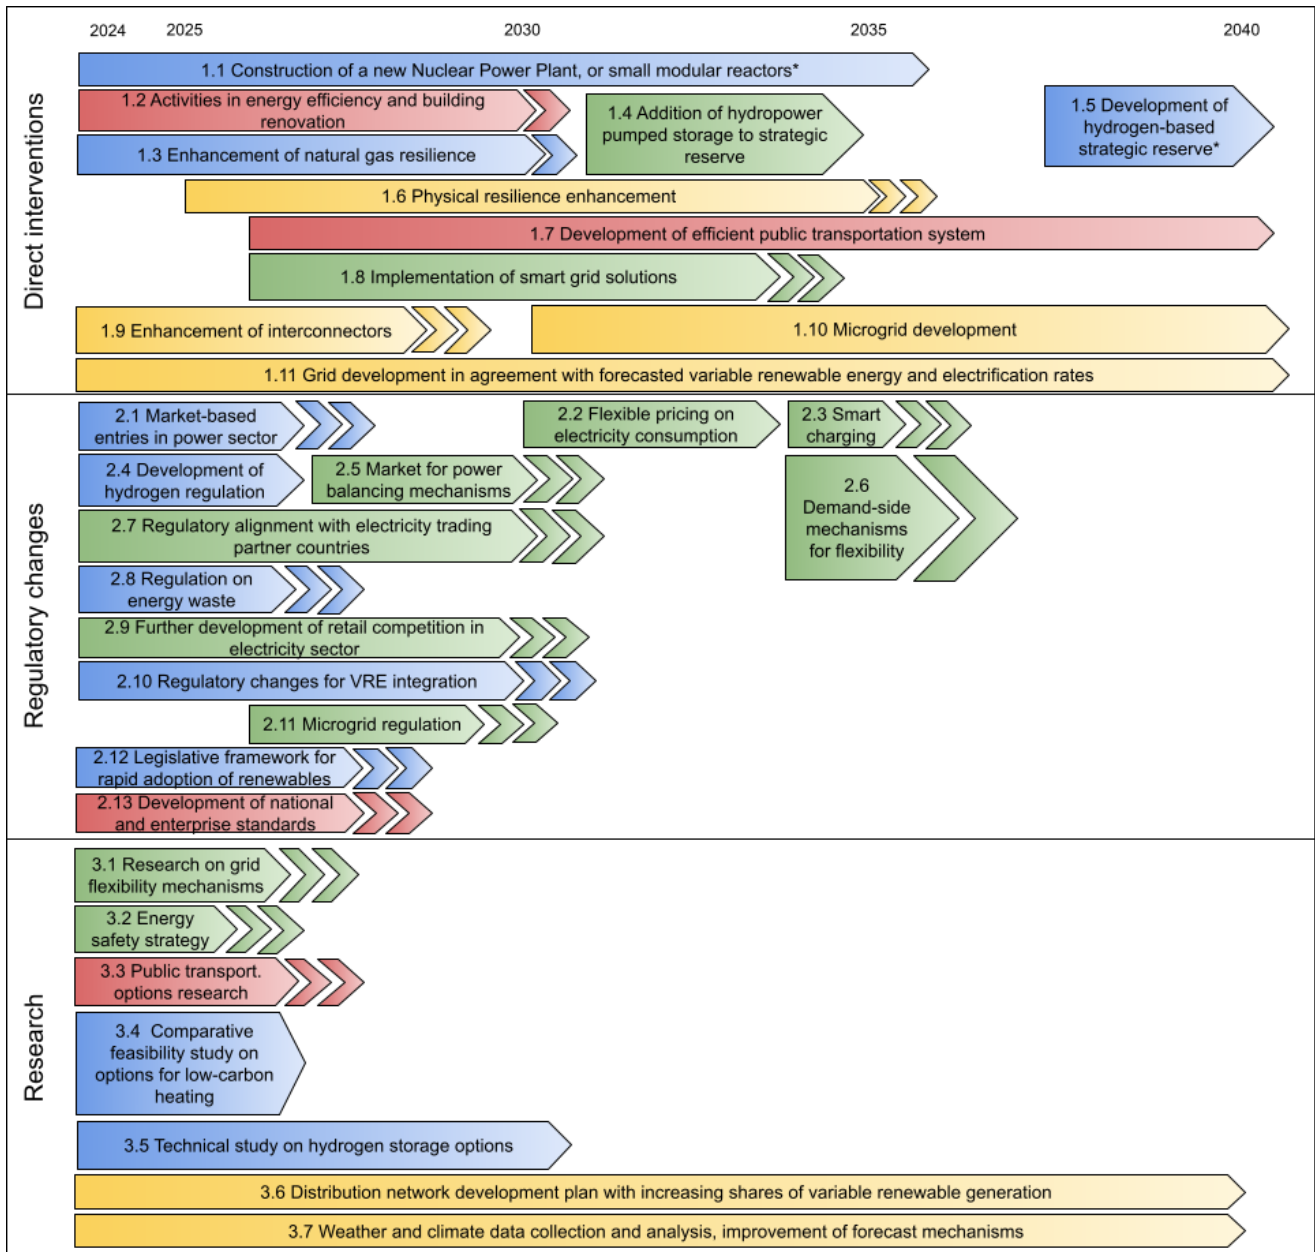 2024 2025 2030 2035 2040
Direct interventions
1.1 Construction of a new Nuclear Power Plant, or small modular reactors*
1.2 Activities in energy efficiency and building
renovation
1.3 Enhancement of natural gas resilience
1.4 Addition of hydropower
pumped storage to strategic
reserve
1.5 Development of
hydrogen-based
strategic reserve*
1.6 Physical resilience enhancement
1.7 Development of efficient public transportation system
1.8 Implementation of smart grid solutions
1.9 Enhancement of interconnectors
1.10 Microgrid development
1.11 Grid development in agreement with forecasted variable renewable energy and electrification rates
Regulatory changes
2.1 Market-based
entries in power sector
2.2 Flexible pricing on
electricity consumption
2.3 Smart
charging
2.4 Development of
hydrogen regulation
2.5 Market for power
balancing mechanisms
2.6
Demand-side
mechanisms
for flexibility
2.7 Regulatory alignment with electricity trading
partner countries
2.8 Regulation on
energy waste
2.9 Further development of retail competition in
electricity sector
2.10 Regulatory changes for VRE integration
2.11 Microgrid regulation
2.12 Legislative framework for
rapid adoption of renewables
2.13 Development of national
and enterprise standards
Research
3.1 Research on grid
flexibility mechanisms
3.2 Energy
safety strategy
3.3 Public transport.
options research
3.4 Comparative
feasibility study on
options for low-carbon
heating
3.5 Technical study on hydrogen storage options
3.6 Distribution network development plan with increasing shares of variable renewable generation
3.7 Weather and climate data collection and analysis, improvement of forecast mechanisms